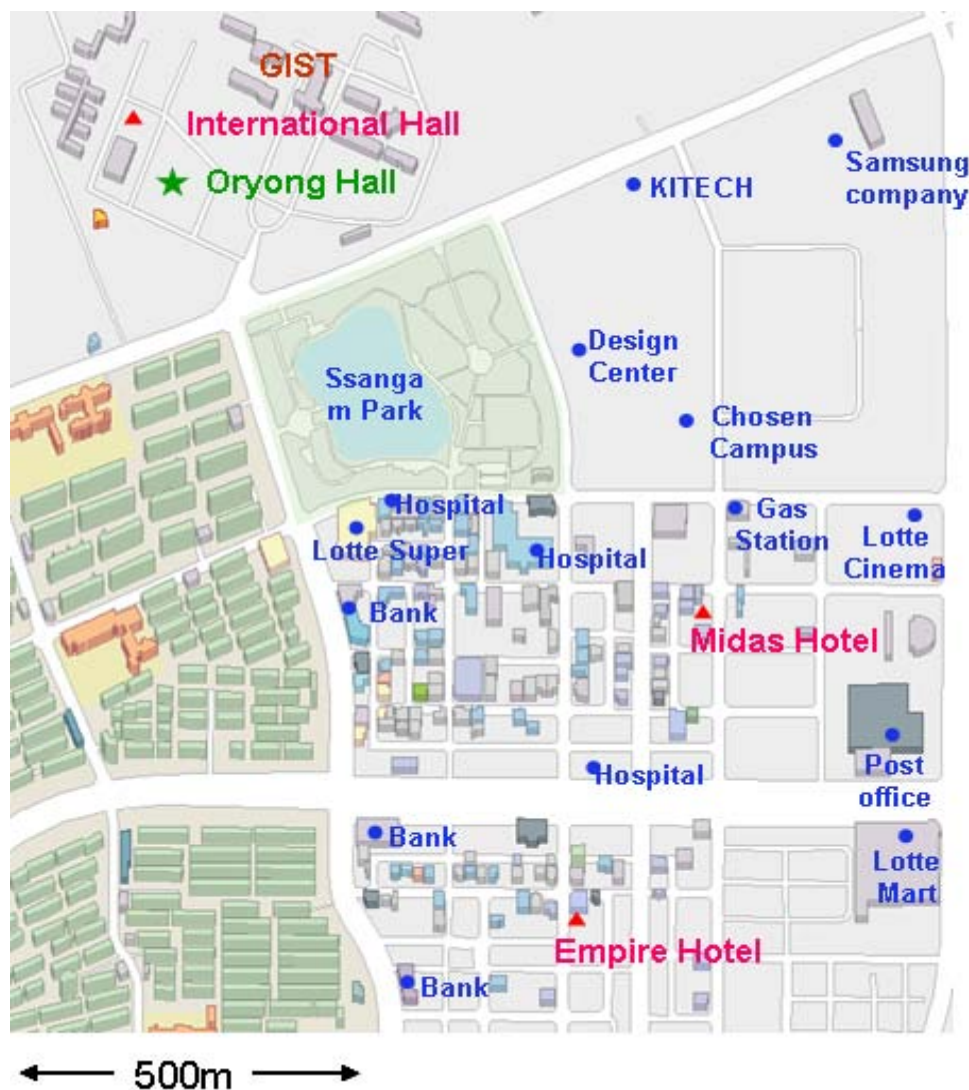 GIST
International Hall
Oryong Hall
Samsung
company
KITECH
Design
Center
Ssanga
m Park
Chosen
Campus
Hospital
Lotte Super
Gas
Station
Lotte
Cinema
Hospital
Bank
Midas Hotel
Hospital
Post
office
Bank
Lotte
Mart
Empire Hotel
Bank
500m